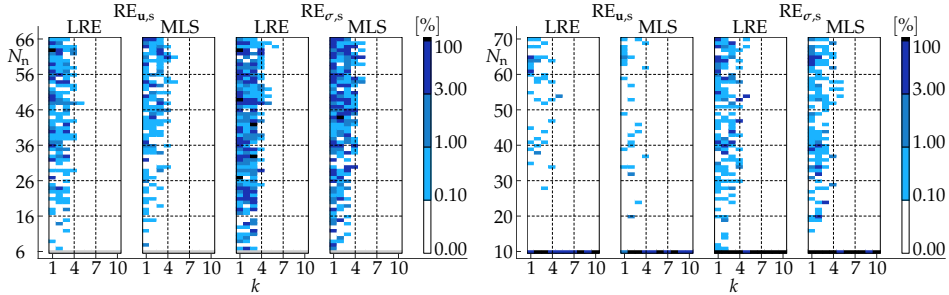 RE_{u,s} RE_{σ,s} [%] RE_{u,s} RE_{σ,s} [%]
LRE MLS LRE MLS LRE MLS LRE MLS
N_n 66 56 46 36 26 16 6
100 3.00 1.00 0.10 0.00
N_n 70 60 50 40 30 20 10
100 3.00 1.00 0.10 0.00
1 4 7 10 1 4 7 10 1 4 7 10 1 4 7 10
k
1 4 7 10 1 4 7 10 1 4 7 10 1 4 7 10
k